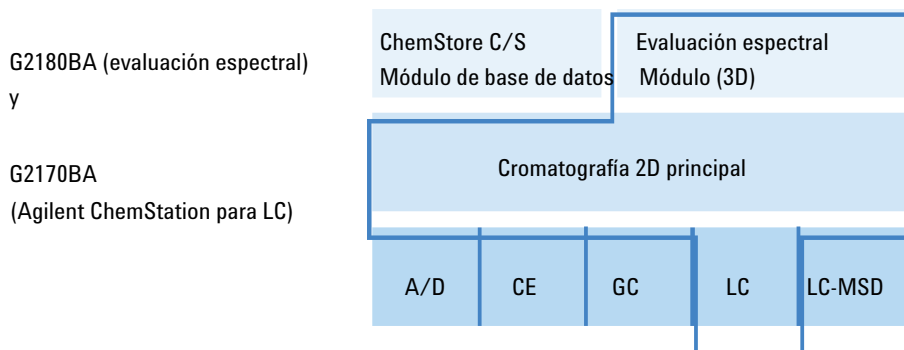 G2180BA (evaluación espectral)
y
G2170BA
(Agilent ChemStation para LC)
ChemStore C/S
Módulo de base de datos
Evaluación espectral
Módulo (3D)
Cromatografía 2D principal
A/D
CE
GC
LC
LC-MSD